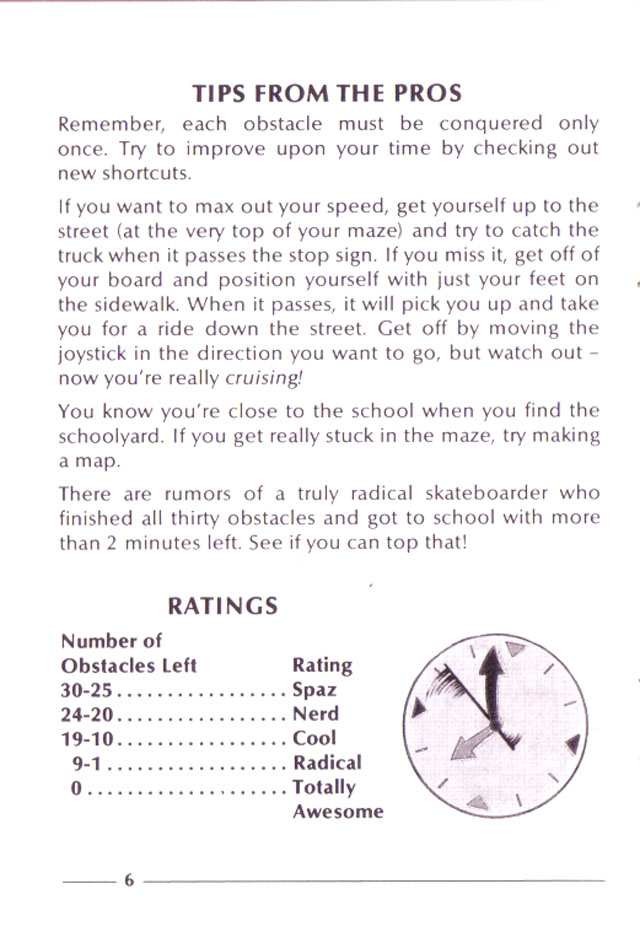 TIPS FROM THE PROS
Remember, each obstacle must be conquered only
once. Try to improve upon your time by checking out
new shortcuts.
If you want to max out your speed, get yourself up to the
street (at the very top of your maze) and try to catch the
truck when it passes the stop sign. If you miss it, get off of
your board and position yourself with just your feet on
the sidewalk. When it passes, it will pick you up and take
you for a ride down the street. Get off by moving the
joystick in the direction you want to go, but watch out –
now you're really cruising!
You know you're close to the school when you find the
schoolyard. If you get really stuck in the maze, try making
a map.
There are rumors of a truly radical skateboarder who
finished all thirty obstacles and got to school with more
than 2 minutes left. See if you can top that!
RATINGS
Number of
Obstacles Left Rating
30-25 . . . . . . . . . . . . . . . . . Spaz
24-20 . . . . . . . . . . . . . . . . . Nerd
19-10 . . . . . . . . . . . . . . . . . Cool
9-1 . . . . . . . . . . . . . . . . . . Radical
0 . . . . . . . . . . . . . . . . . . . . Totally
Awesome
6